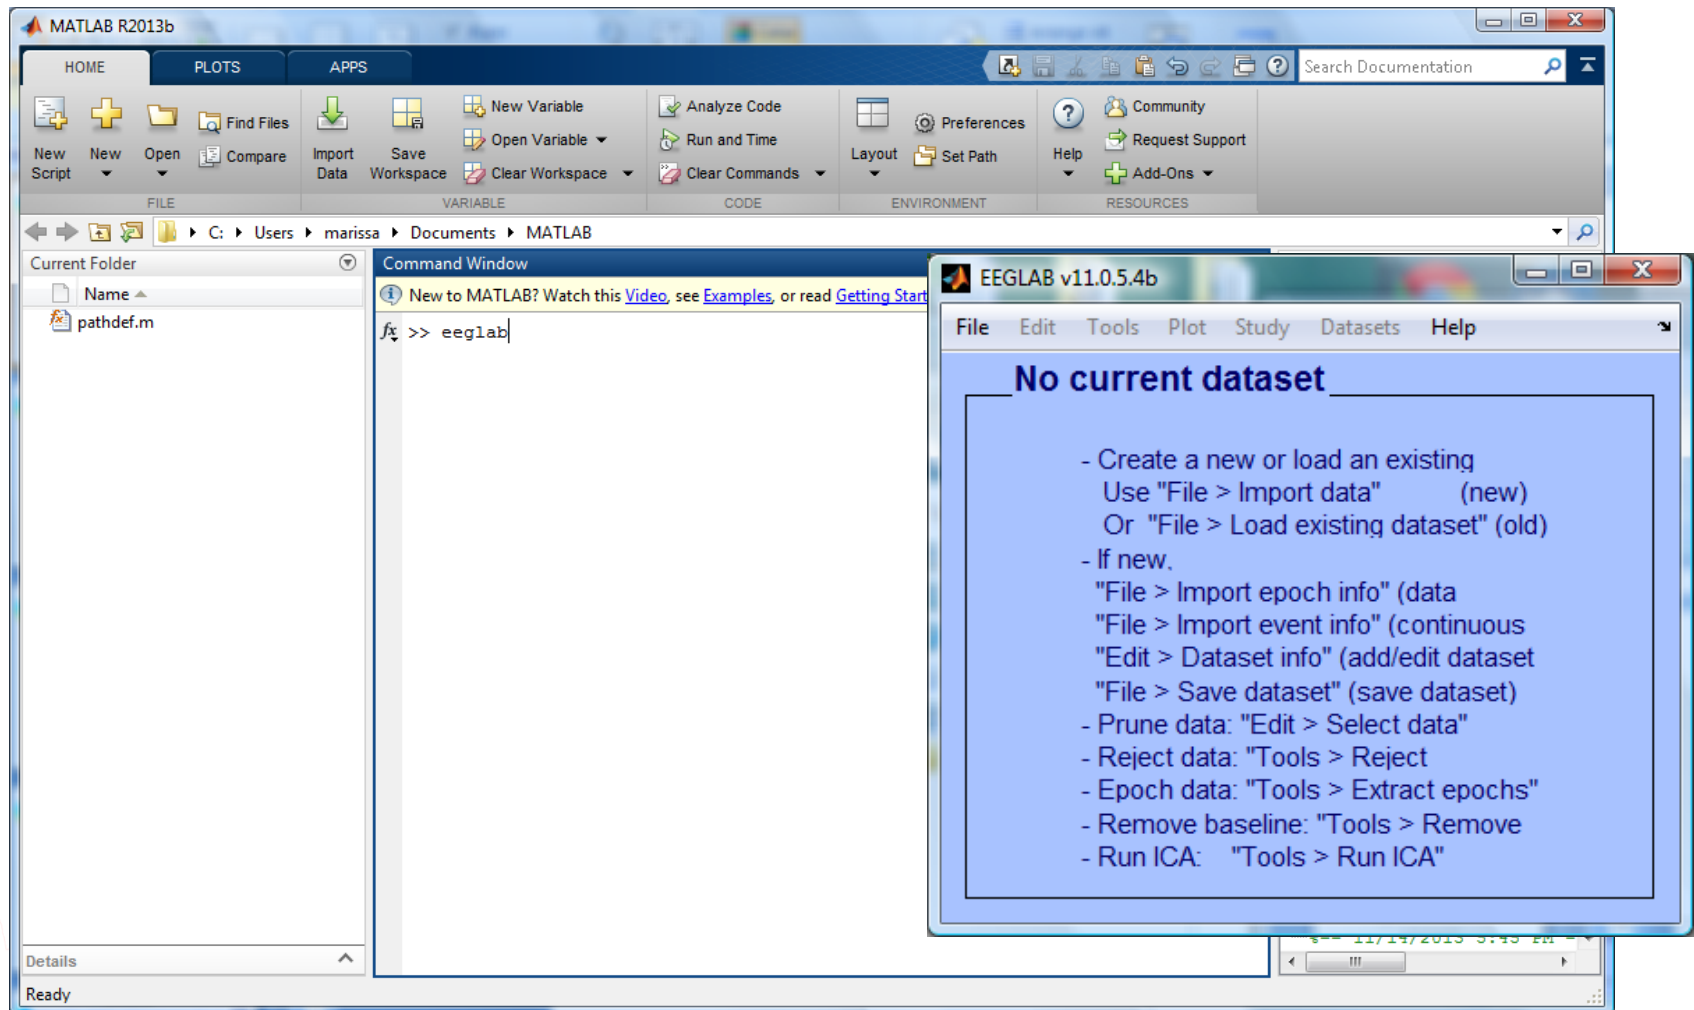 MATLAB R2013b
HOME PLOTS APPS
Search Documentation
New Script
New
Open
Find Files
Compare
FILE
Import Data
Save Workspace
New Variable
Open Variable
Clear Workspace
VARIABLE
Analyze Code
Run and Time
Clear Commands
CODE
Layout
Preferences
Set Path
ENVIRONMENT
Help
Community
Request Support
Add-Ons
RESOURCES
C: Users marissa Documents MATLAB
Current Folder
Name
pathdef.m
Details
Ready
Command Window
New to MATLAB? Watch this Video, see Examples, or read Getting Start
fx >> eeglab
EEGLAB v11.0.5.4b
File Edit Tools Plot Study Datasets Help
No current dataset
- Create a new or load an existing
Use "File > Import data" (new)
Or "File > Load existing dataset" (old)
- If new,
"File > Import epoch info" (data
"File > Import event info" (continuous
"Edit > Dataset info" (add/edit dataset
"File > Save dataset" (save dataset)
- Prune data: "Edit > Select data"
- Reject data: "Tools > Reject
- Epoch data: "Tools > Extract epochs"
- Remove baseline: "Tools > Remove
- Run ICA: "Tools > Run ICA"
%-- 11/14/2013 5:45 PM -